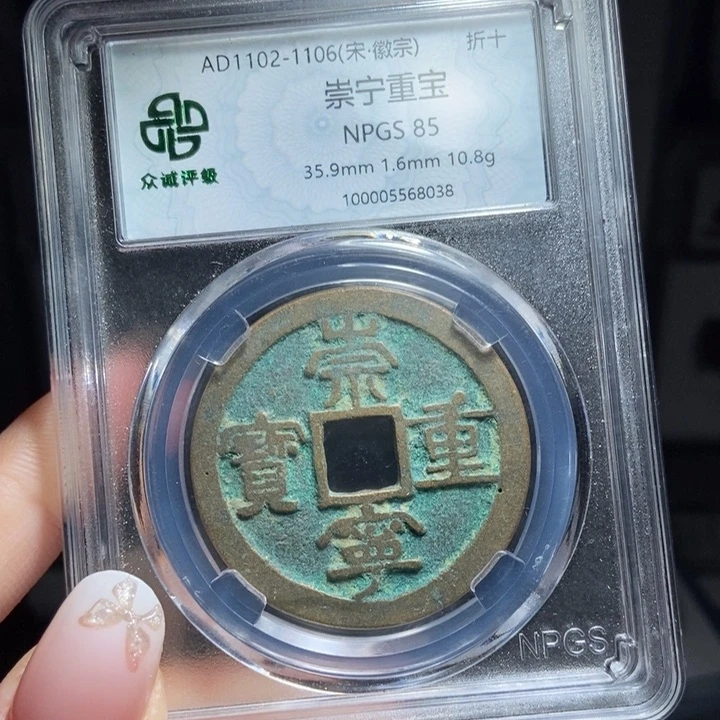 AD1102-1106(宋·徽宗) 折十
崇宁重宝
NPGS 85
35.9mm 1.6mm 10.8g
100005568038
众诚评级
崇
寶 重
寧
NPGS